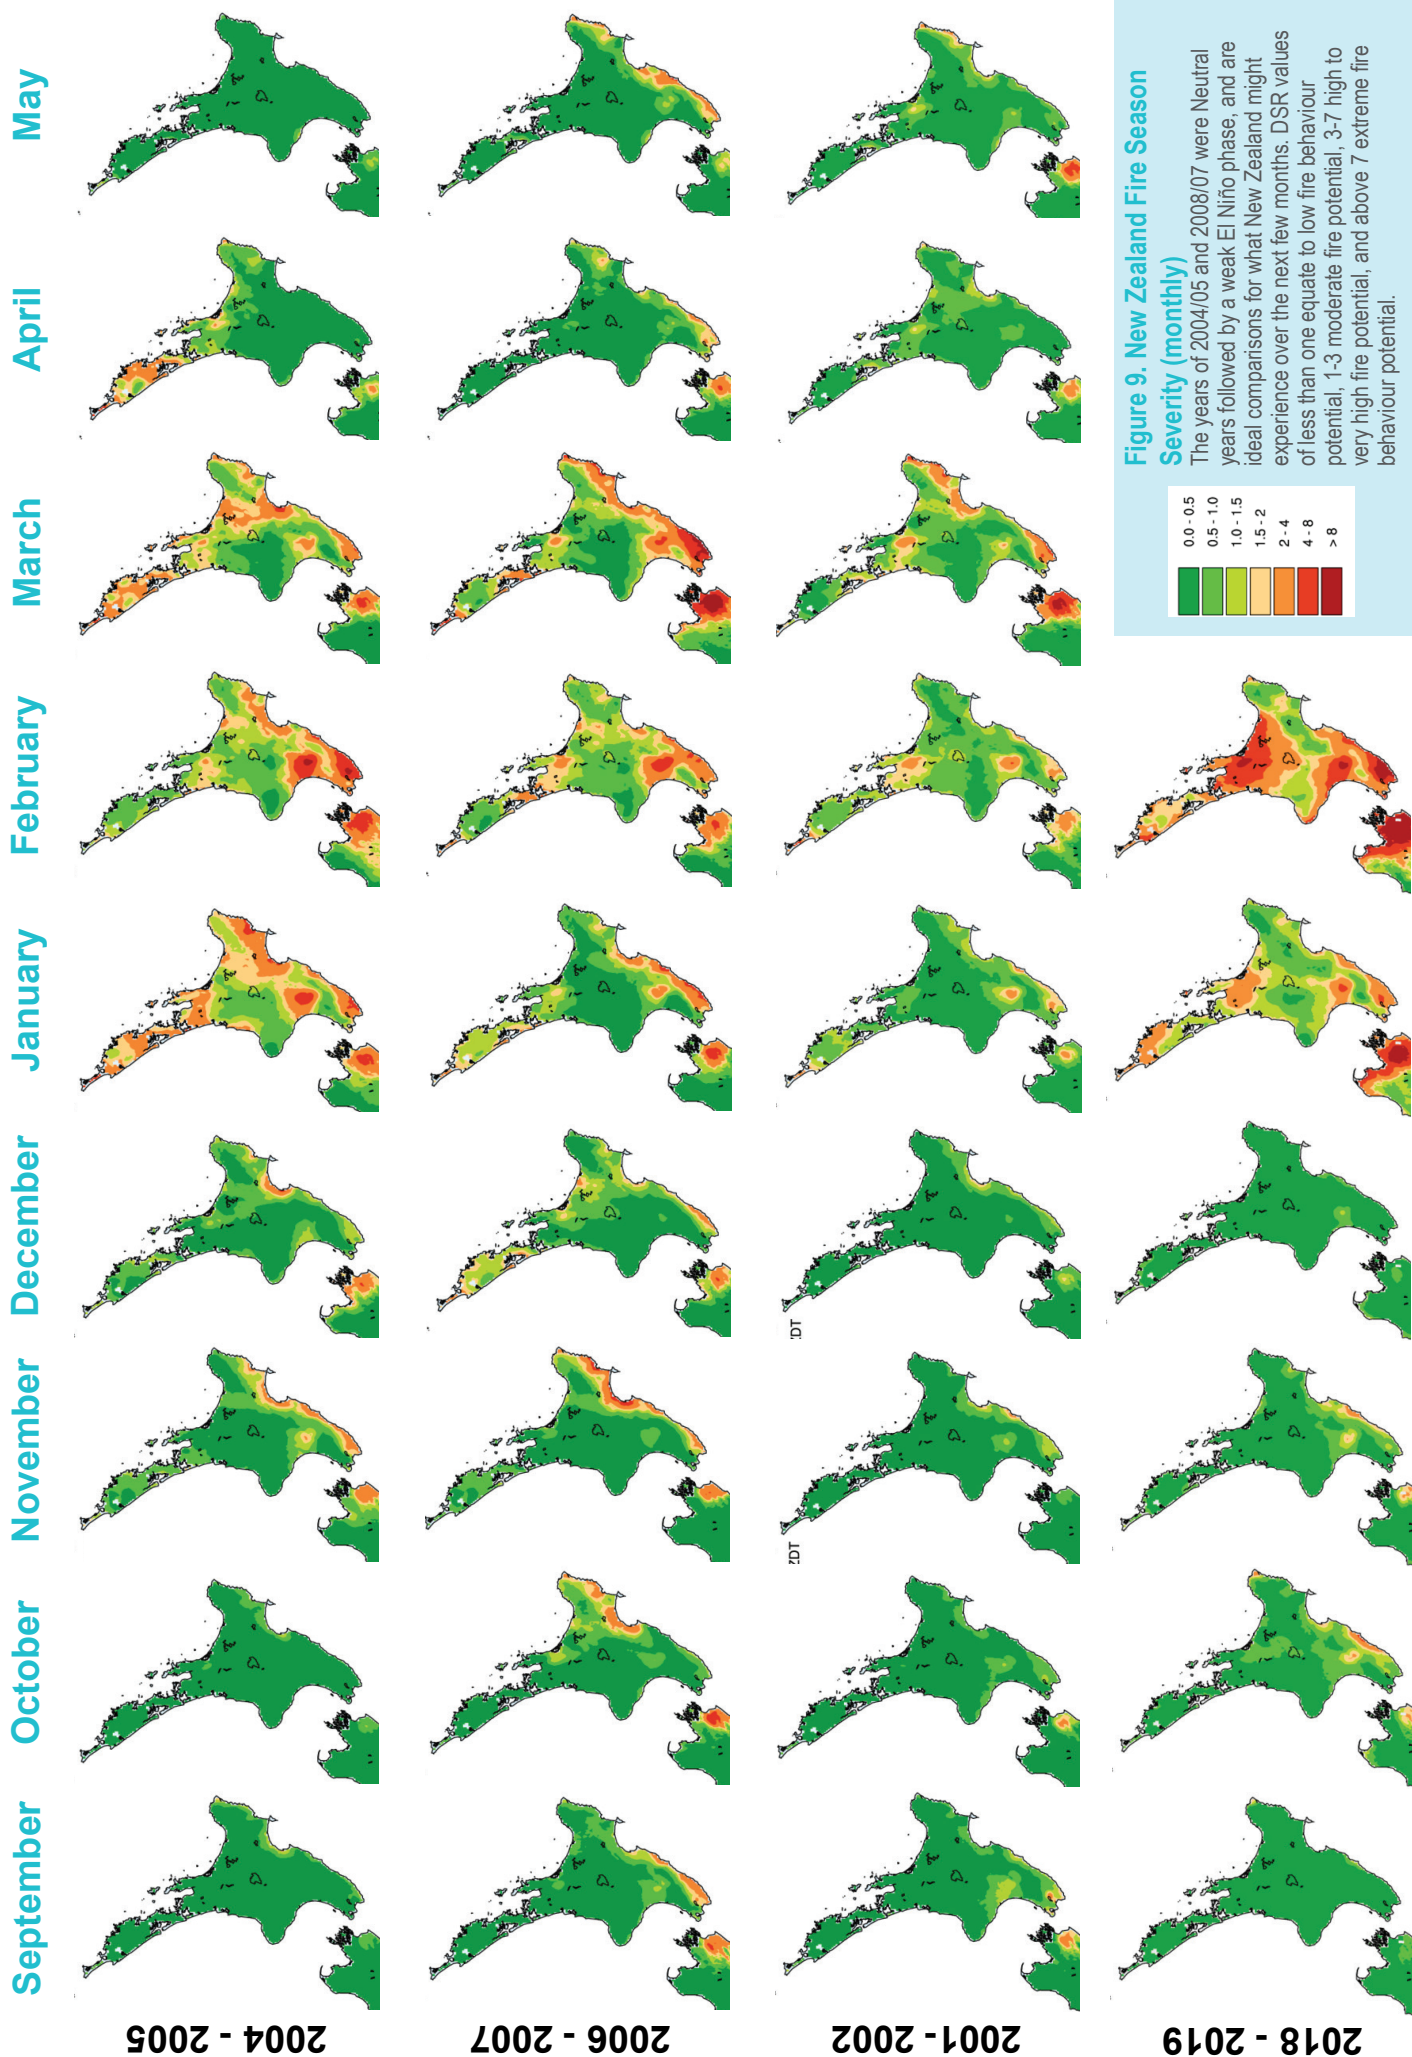 September
October
November
December
January
February
March
April
May
2004 - 2005
2006 - 2007
2001- 2002
ZDT
:DT
2018 - 2019
0.0 - 0.5
0.5 - 1.0
1.0 - 1.5
1.5 - 2
2 - 4
4 - 8
> 8
Figure 9. New Zealand Fire Season
Severity (monthly)
The years of 2004/05 and 2008/07 were Neutral
years followed by a weak El Niño phase, and are
ideal comparisons for what New Zealand might
experience over the next few months. DSR values
of less than one equate to low fire behaviour
potential, 1-3 moderate fire potential, 3-7 high to
very high fire potential, and above 7 extreme fire
behaviour potential.